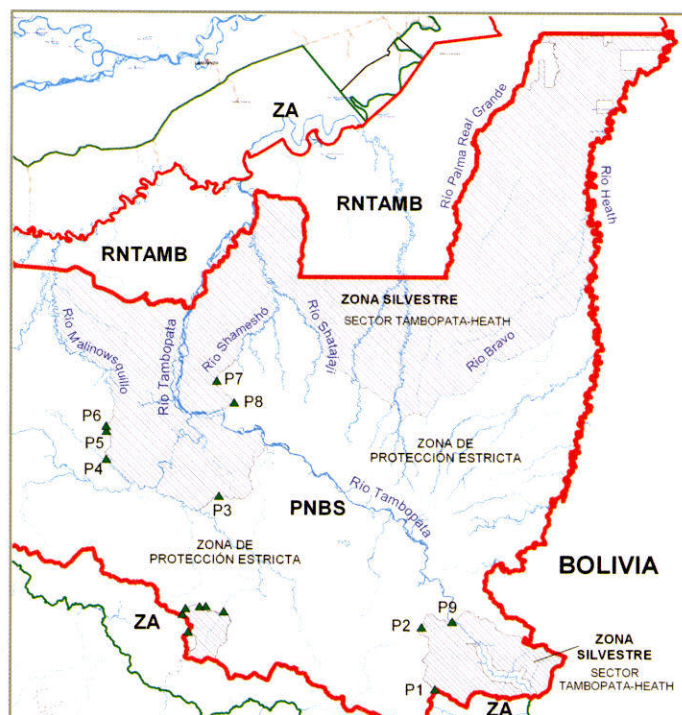 ZA
Río Palma Real Grande
Río Heath
RNTAMB
RNTAMB
ZONA SILVESTRE
SECTOR TAMBOPATA-HEATH
Río Malinowsquillo
Río Tambopata
Río Shameshó
Río Shatajaji
Río Bravo
P7
P8
P6
P5
P4
P3
ZONA DE
PROTECCIÓN ESTRICTA
PNBS
Río Tambopata
ZONA DE
PROTECCIÓN ESTRICTA
BOLIVIA
ZA
P2
P9
ZONA
SILVESTRE
SECTOR
TAMBOPATA-HEATH
P1
ZA